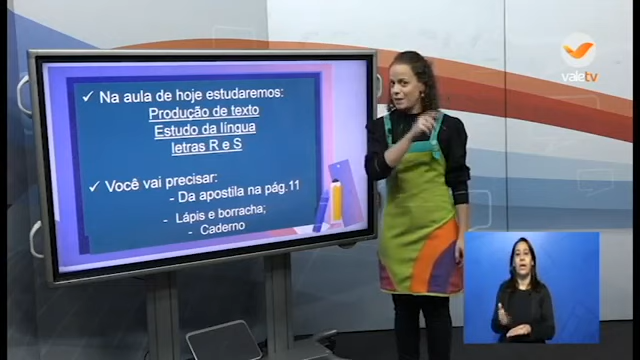 ✓ Na aula de hoje estudaremos:
Produção de texto
Estudo da língua
letras R e S
✓ Você vai precisar:
- Da apostila na pág.11
- Lápis e borracha;
- Caderno
valetv